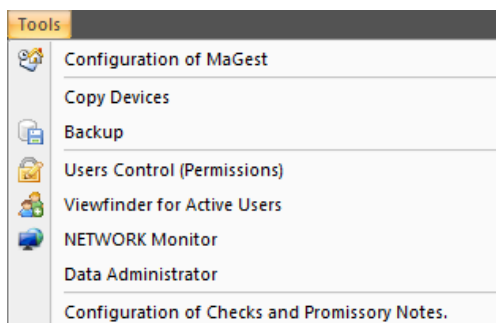 Tools
Configuration of MaGest
Copy Devices
Backup
Users Control (Permissions)
Viewfinder for Active Users
NETWORK Monitor
Data Administrator
Configuration of Checks and Promissory Notes.